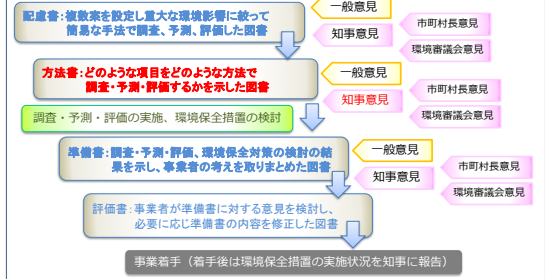 配慮書：複数案を設定し重大な環境影響に絞って
簡易な手法で調査、予測、評価した図書
一般意見
知事意見
市町村長意見
環境審議会意見
方法書：どのような項目をどのような方法で
調査・予測・評価するかを示した図書
一般意見
知事意見
市町村長意見
環境審議会意見
調査・予測・評価の実施、環境保全措置の検討
準備書：調査・予測・評価、環境保全対策の検討の結
果を示し、事業者の考えを取りまとめた図書
一般意見
知事意見
市町村長意見
環境審議会意見
評価書：事業者が準備書に対する意見を検討し、
必要に応じ準備書の内容を修正した図書
事業着手（着手後は環境保全措置の実施状況を知事に報告）